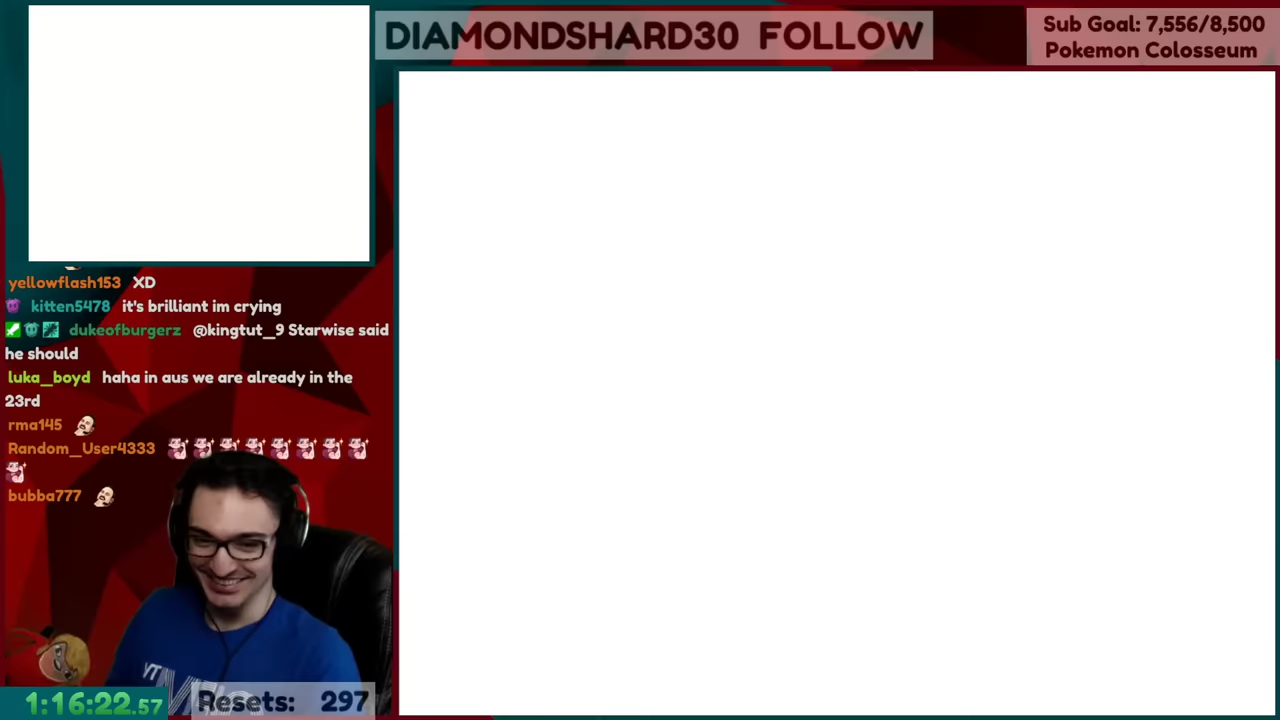 DIAMONDSHARD30 FOLLOW
Sub Goal: 7,556/8,500
Pokemon Colosseum
yellowflash153 XD
kitten5478 it's brilliant im crying
dukeofburgerz @kingtut_9 Starwise said
he should
luka_boyd haha in aus we are already in the
23rd
rma145
Random_User4333
bubba777
YT
1:16:22.57
Resets: 297